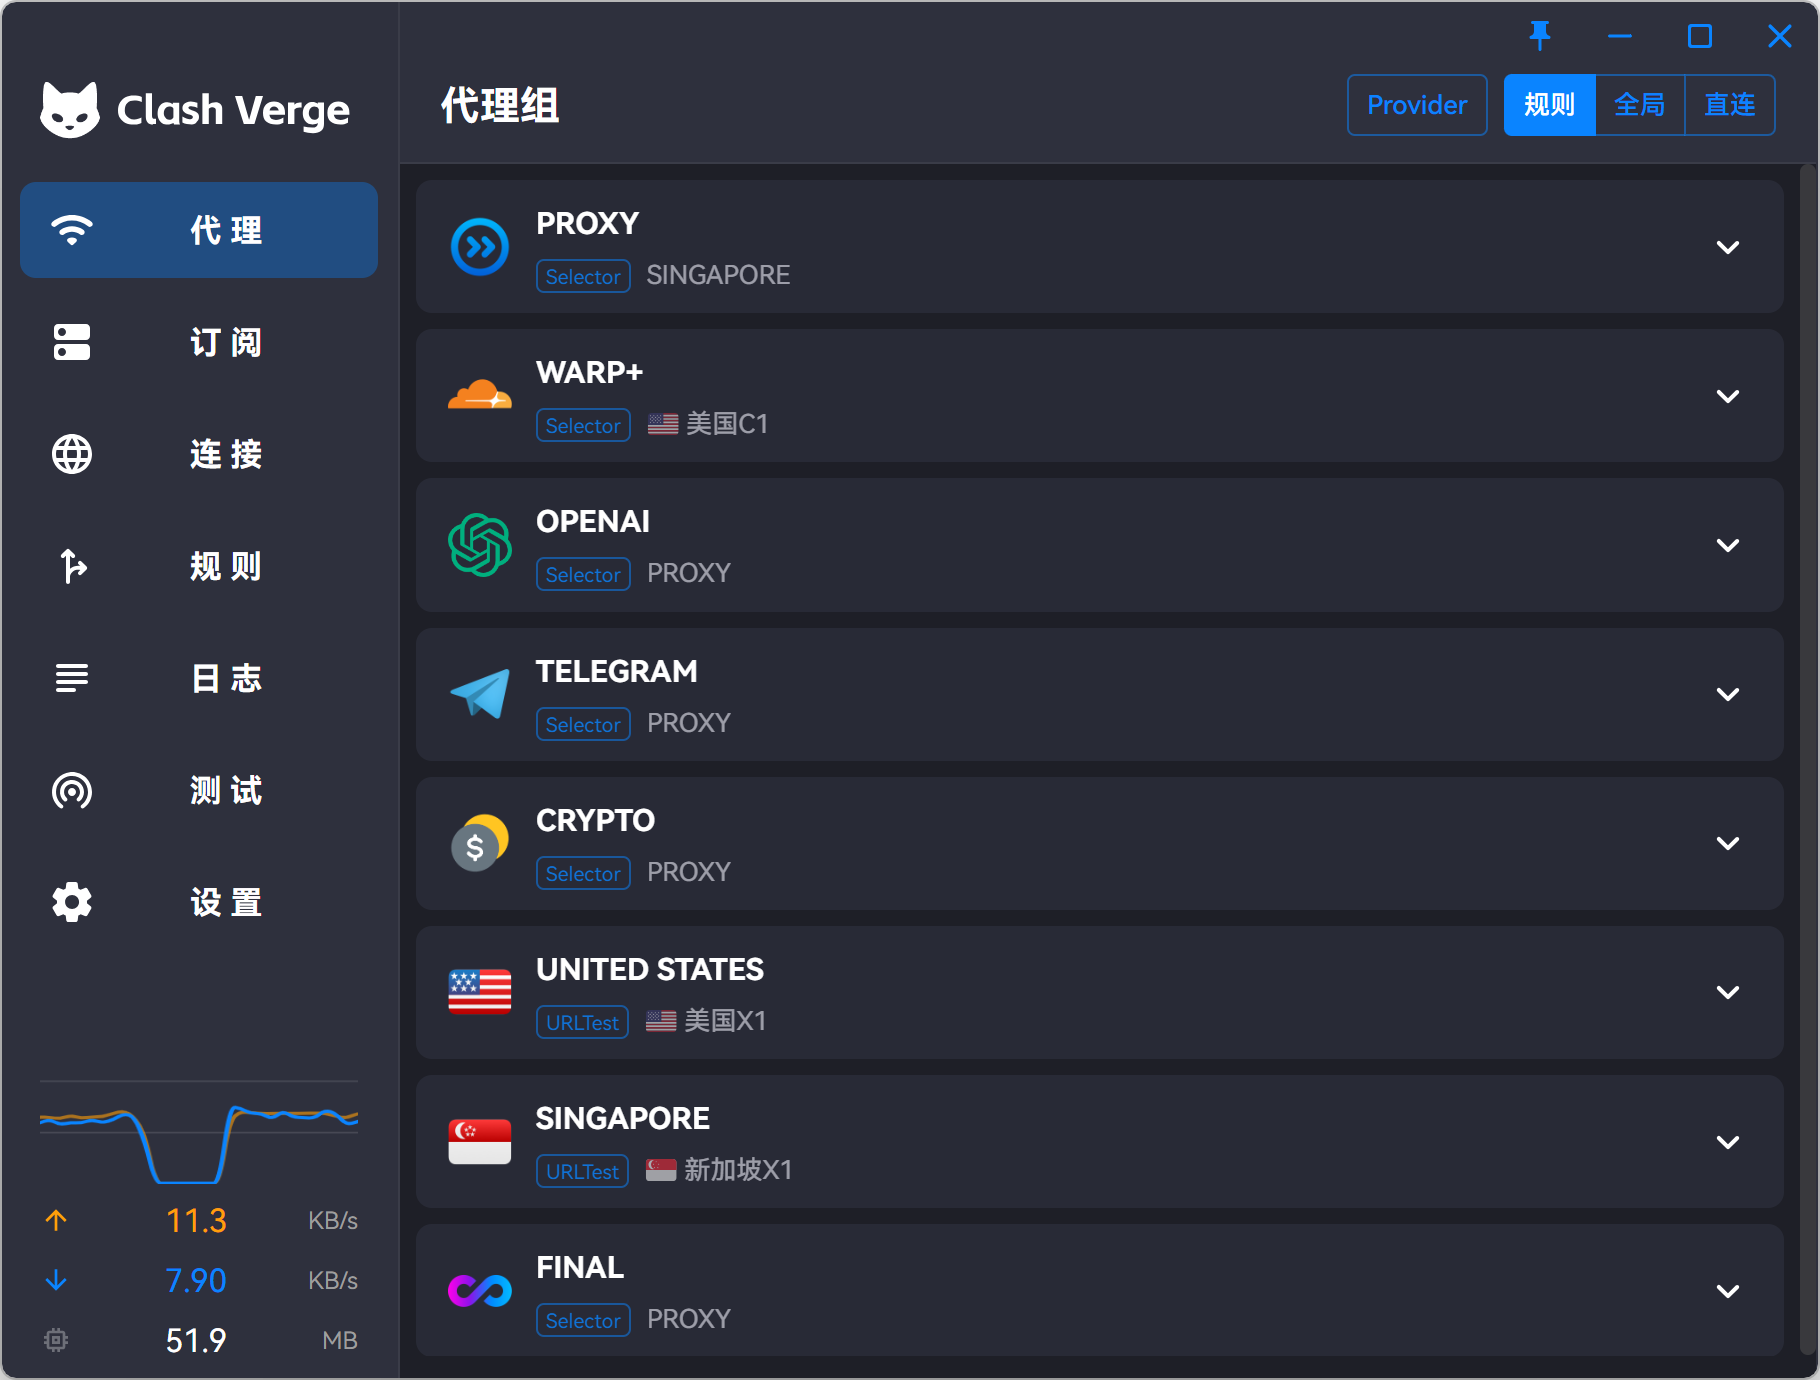 Clash Verge
代理
订阅
连接
规则
日志
测试
设置
11.3 KB/s
7.90 KB/s
51.9 MB
代理组
Provider 规则 全局 直连
PROXY
Selector SINGAPORE
WARP+
Selector 🇺🇸 美国C1
OPENAI
Selector PROXY
TELEGRAM
Selector PROXY
CRYPTO
Selector PROXY
UNITED STATES
URLTest 🇺🇸 美国X1
SINGAPORE
URLTest 🇸🇬 新加坡X1
FINAL
Selector PROXY